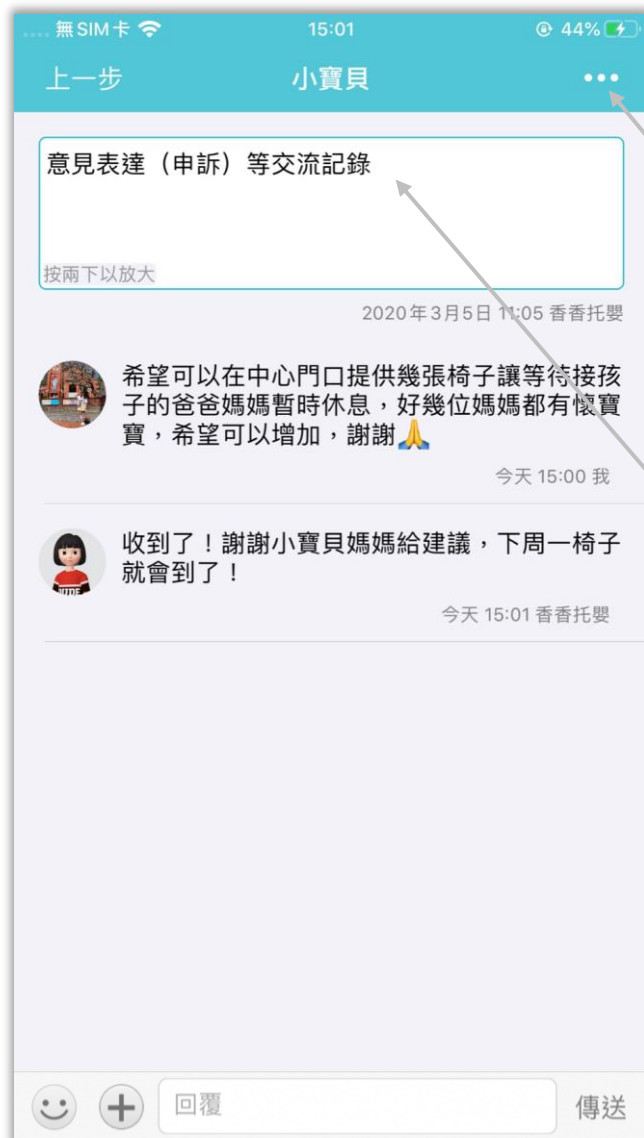 無SIM卡
15:01
44%
上一步
小寶貝
意見表達（申訴）等交流記錄
按兩下以放大
2020年3月5日 11:05 香香托嬰
希望可以在中心門口提供幾張椅子讓等待接孩
子的爸爸媽媽暫時休息，好幾位媽媽都有懷寶
寶，希望可以增加，謝謝🙏
今天 15:00 我
收到了！謝謝小寶貝媽媽給建議，下周一椅子
就會到了！
今天 15:01 香香托嬰
回覆
傳送